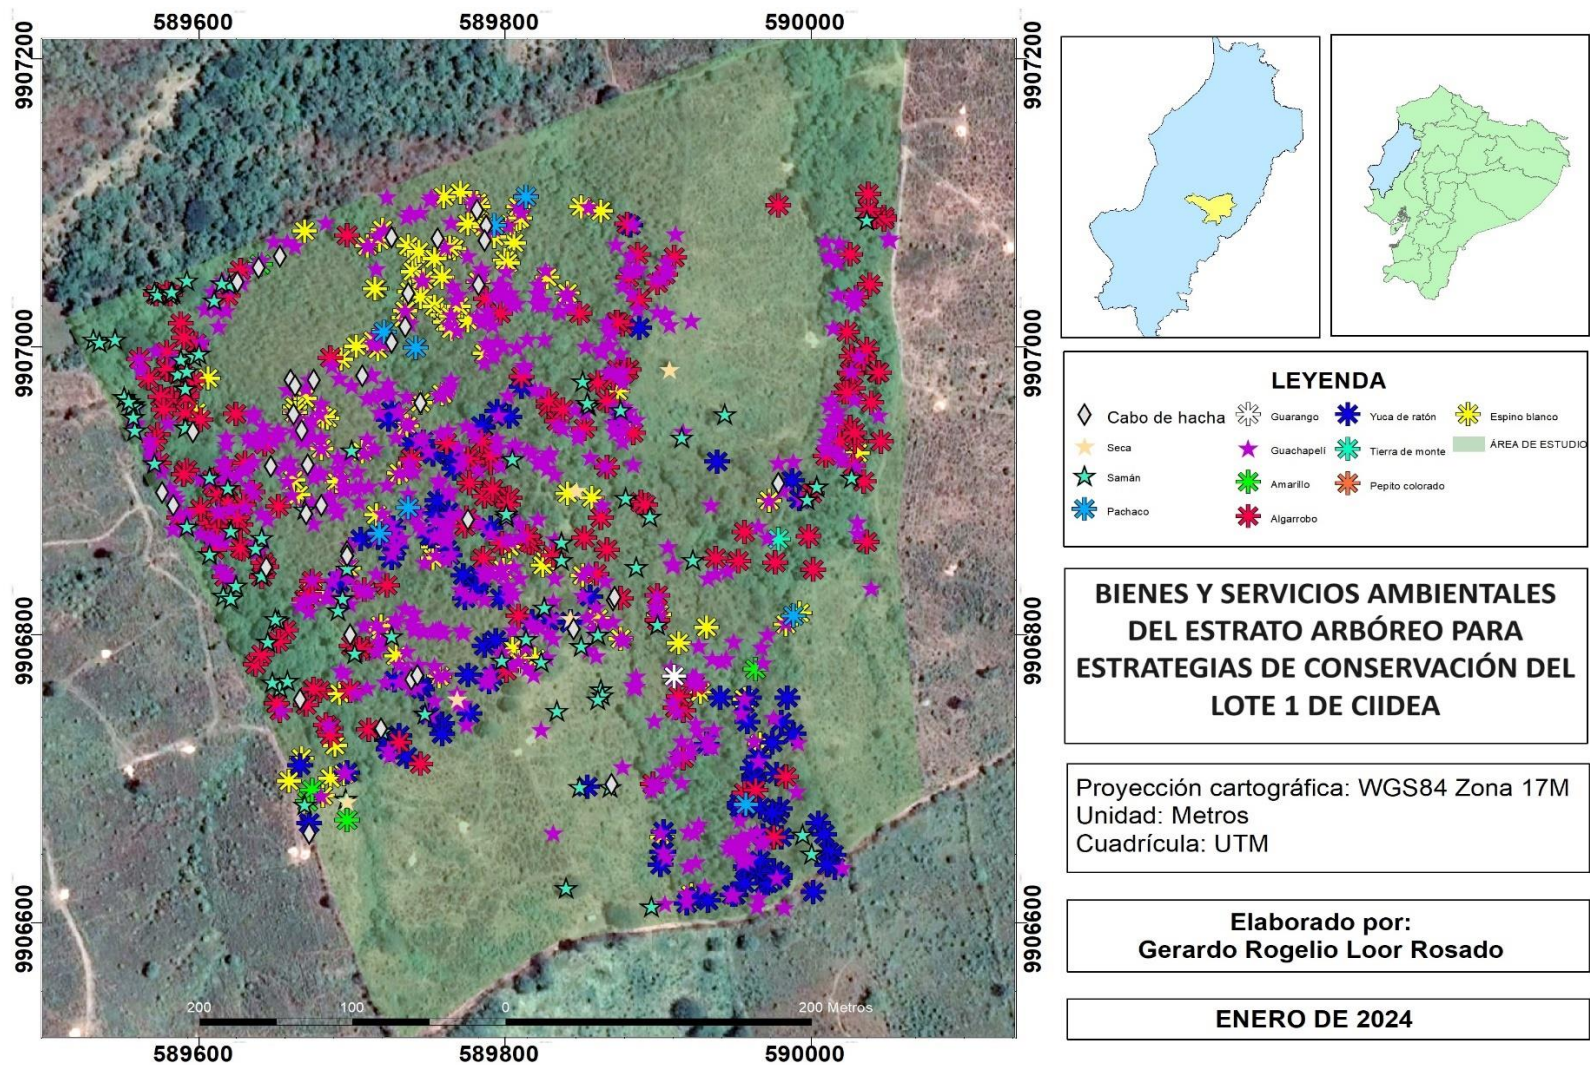 589600
589800
590000
9907200
9907000
9906800
9906600
9907200
9907000
9906800
9906600
200
100
0
200 Metros
589600
589800
590000
LEYENDA
Cabo de hacha
Seca
Samán
Pachaco
Guarango
Guachapelí
Amarillo
Algarrobo
Yuca de ratón
Tierra de monte
Pepito colorado
Espino blanco
ÁREA DE ESTUDIO
BIENES Y SERVICIOS AMBIENTALES
DEL ESTRATO ARBÓREO PARA
ESTRATEGIAS DE CONSERVACIÓN DEL
LOTE 1 DE CIIDEA
Proyección cartográfica: WGS84 Zona 17M
Unidad: Metros
Cuadrícula: UTM
Elaborado por:
Gerardo Rogelio Loor Rosado
ENERO DE 2024